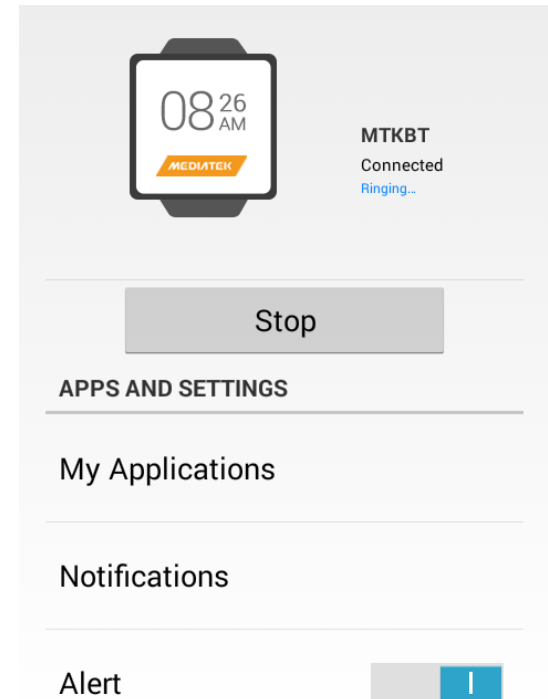 08 26
AM
MEDIATEK
MTKBT
Connected
Ringing...
Stop
APPS AND SETTINGS
My Applications
Notifications
Alert